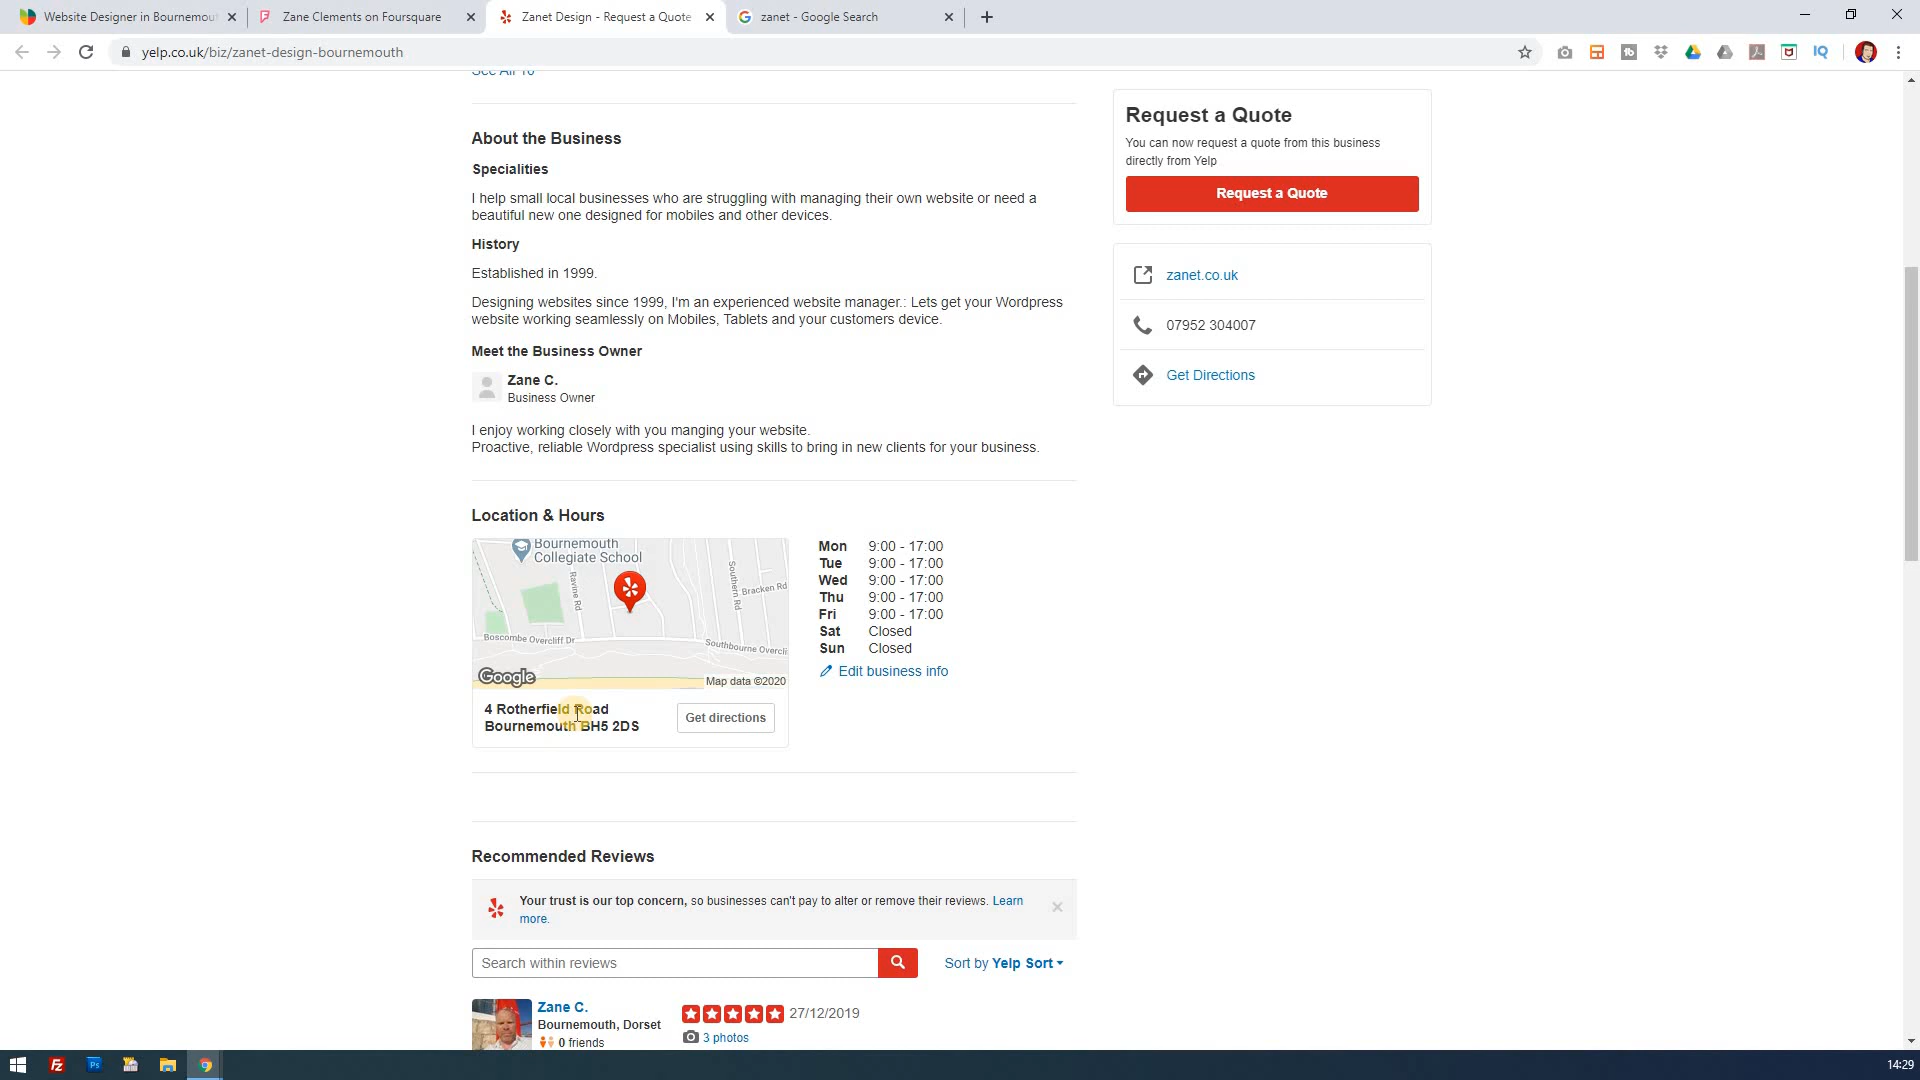 Website Designer in Bournemou
Zane Clements on Foursquare
Zanet Design - Request a Quote
zanet - Google Search
yelp.co.uk/biz/zanet-design-bournemouth
See All 10
About the Business
Specialities
I help small local businesses who are struggling with managing their own website or need a
beautiful new one designed for mobiles and other devices.
History
Established in 1999.
Designing websites since 1999, I'm an experienced website manager.: Lets get your Wordpress
website working seamlessly on Mobiles, Tablets and your customers device.
Meet the Business Owner
Zane C.
Business Owner
I enjoy working closely with you manging your website.
Proactive, reliable Wordpress specialist using skills to bring in new clients for your business.
Request a Quote
You can now request a quote from this business
directly from Yelp
Request a Quote
zanet.co.uk
07952 304007
Get Directions
Location & Hours
Bournemouth
Collegiate School
Ravine Rd
Southern Rd
Bracken Rd
Boscombe Overcliff Dr
Southbourne Overcli
Google
Map data ©2020
4 Rotherfield Road
Bournemouth BH5 2DS
Get directions
Mon 9:00 - 17:00
Tue 9:00 - 17:00
Wed 9:00 - 17:00
Thu 9:00 - 17:00
Fri 9:00 - 17:00
Sat Closed
Sun Closed
Edit business info
Recommended Reviews
Your trust is our top concern, so businesses can't pay to alter or remove their reviews. Learn
more.
Search within reviews
Sort by Yelp Sort
Zane C.
Bournemouth, Dorset
0 friends
27/12/2019
3 photos
14:29